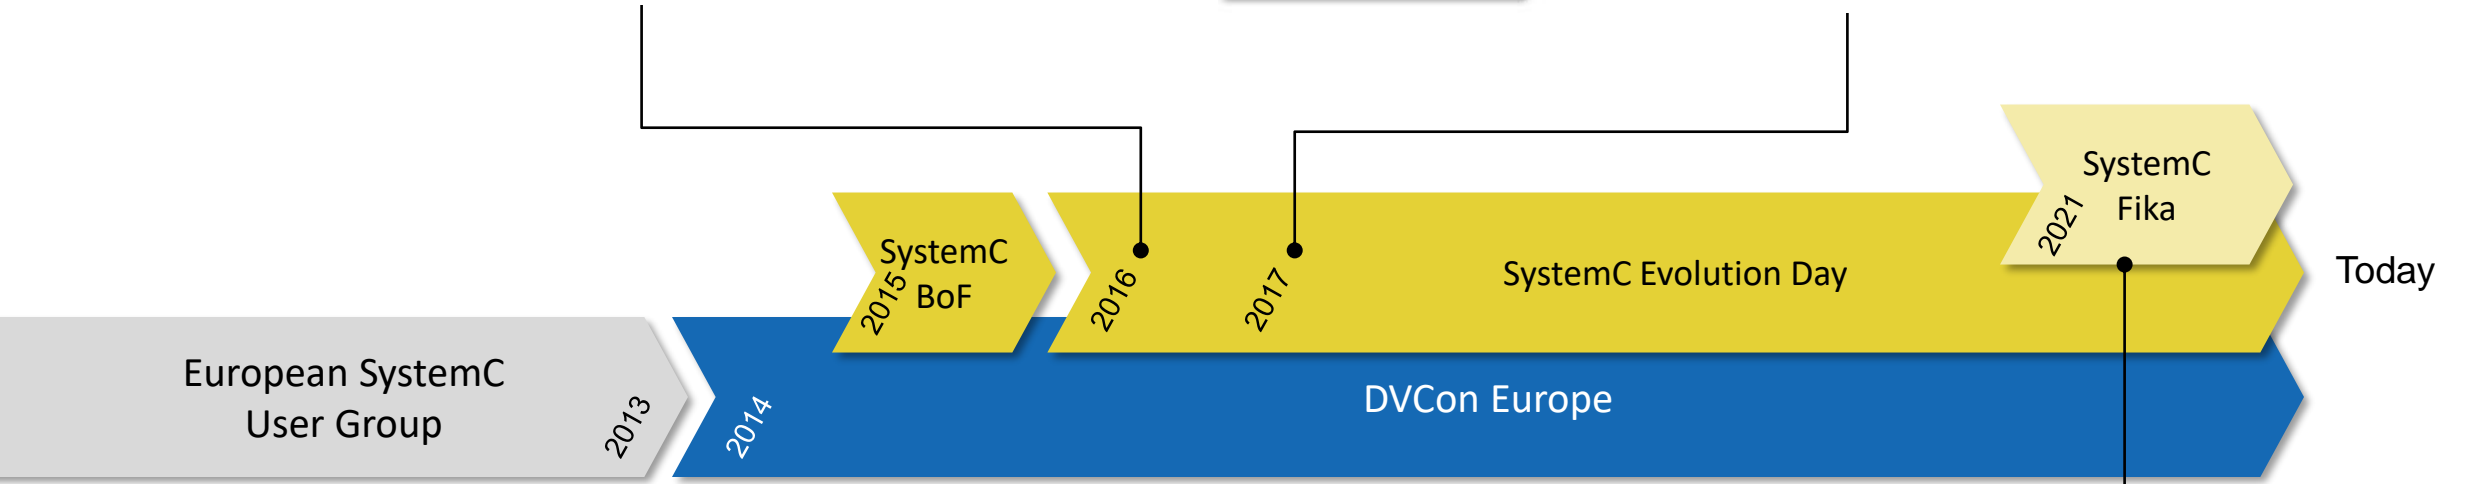 SystemC
Fika
2021
SystemC
BoF
2015
2016
2017
SystemC Evolution Day
Today
European SystemC
User Group
2013
2014
DVCon Europe